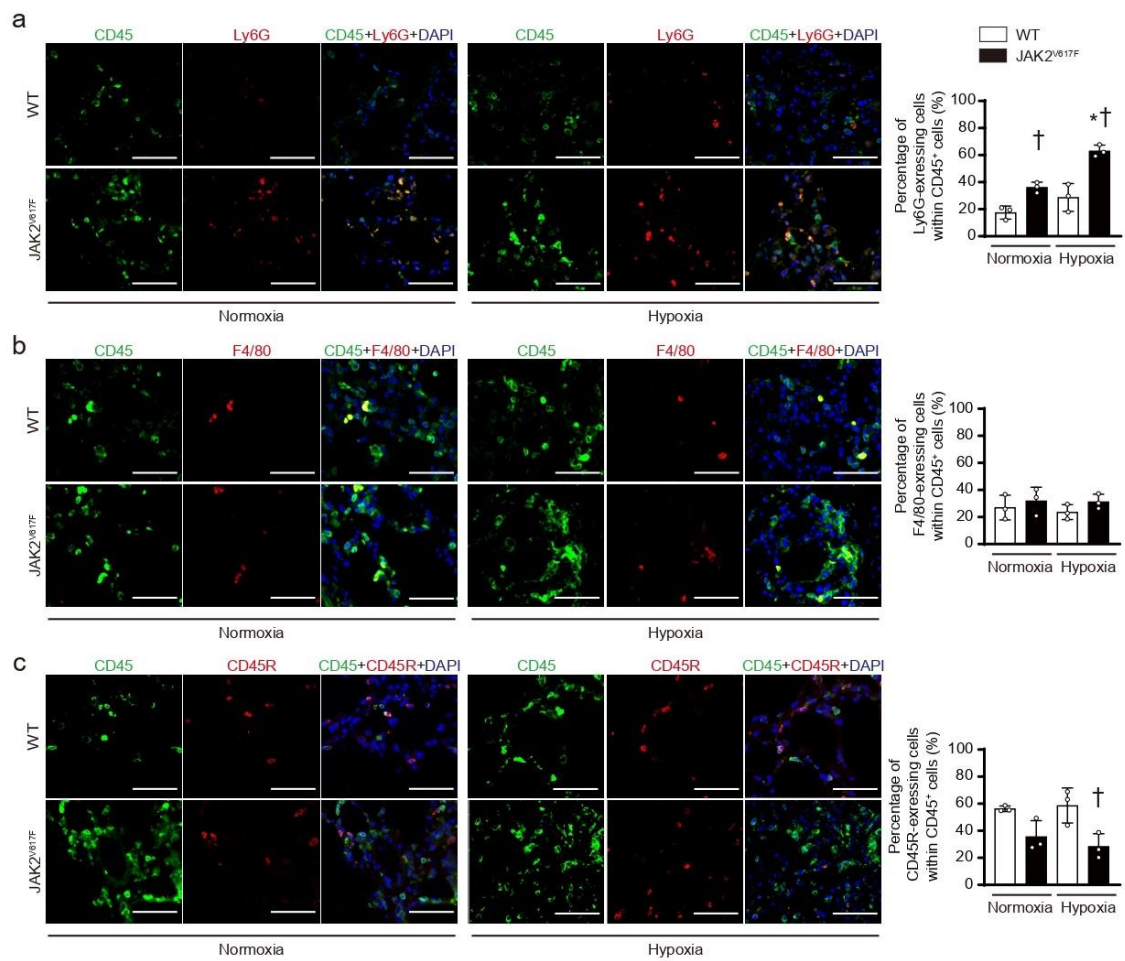 a
CD45 Ly6G CD45+Ly6G+DAPI CD45 Ly6G CD45+Ly6G+DAPI
WT
JAK2V617F
Normoxia Hypoxia
WT
JAK2V617F
Percentage of
Ly6G-exressing cells
within CD45+ cells (%)
100
80
60
40
20
0
†
*†
Normoxia Hypoxia
b
CD45 F4/80 CD45+F4/80+DAPI CD45 F4/80 CD45+F4/80+DAPI
WT
JAK2V617F
Normoxia Hypoxia
Percentage of
F4/80-exressing cells
within CD45+ cells (%)
100
80
60
40
20
0
Normoxia Hypoxia
c
CD45 CD45R CD45+CD45R+DAPI CD45 CD45R CD45+CD45R+DAPI
WT
JAK2V617F
Normoxia Hypoxia
Percentage of
CD45R-exressing cells
within CD45+ cells (%)
100
80
60
40
20
0
†
Normoxia Hypoxia